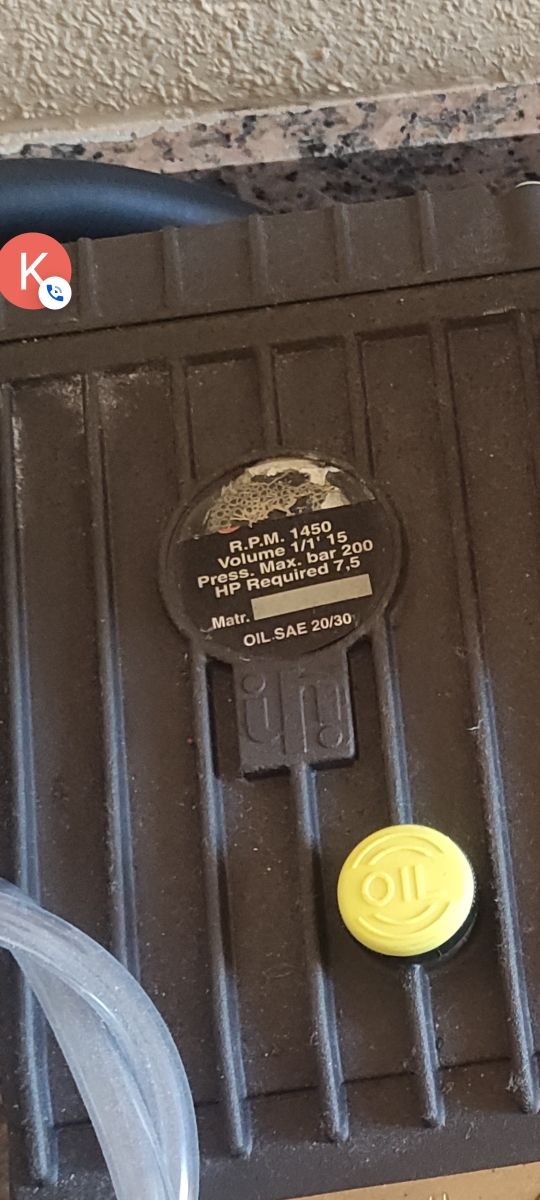 K
R.P.M. 1450
Volume 1/1' 15
Press. Max. bar 200
HP Required 7,5
Matr.
OIL SAE 20/30
OIL